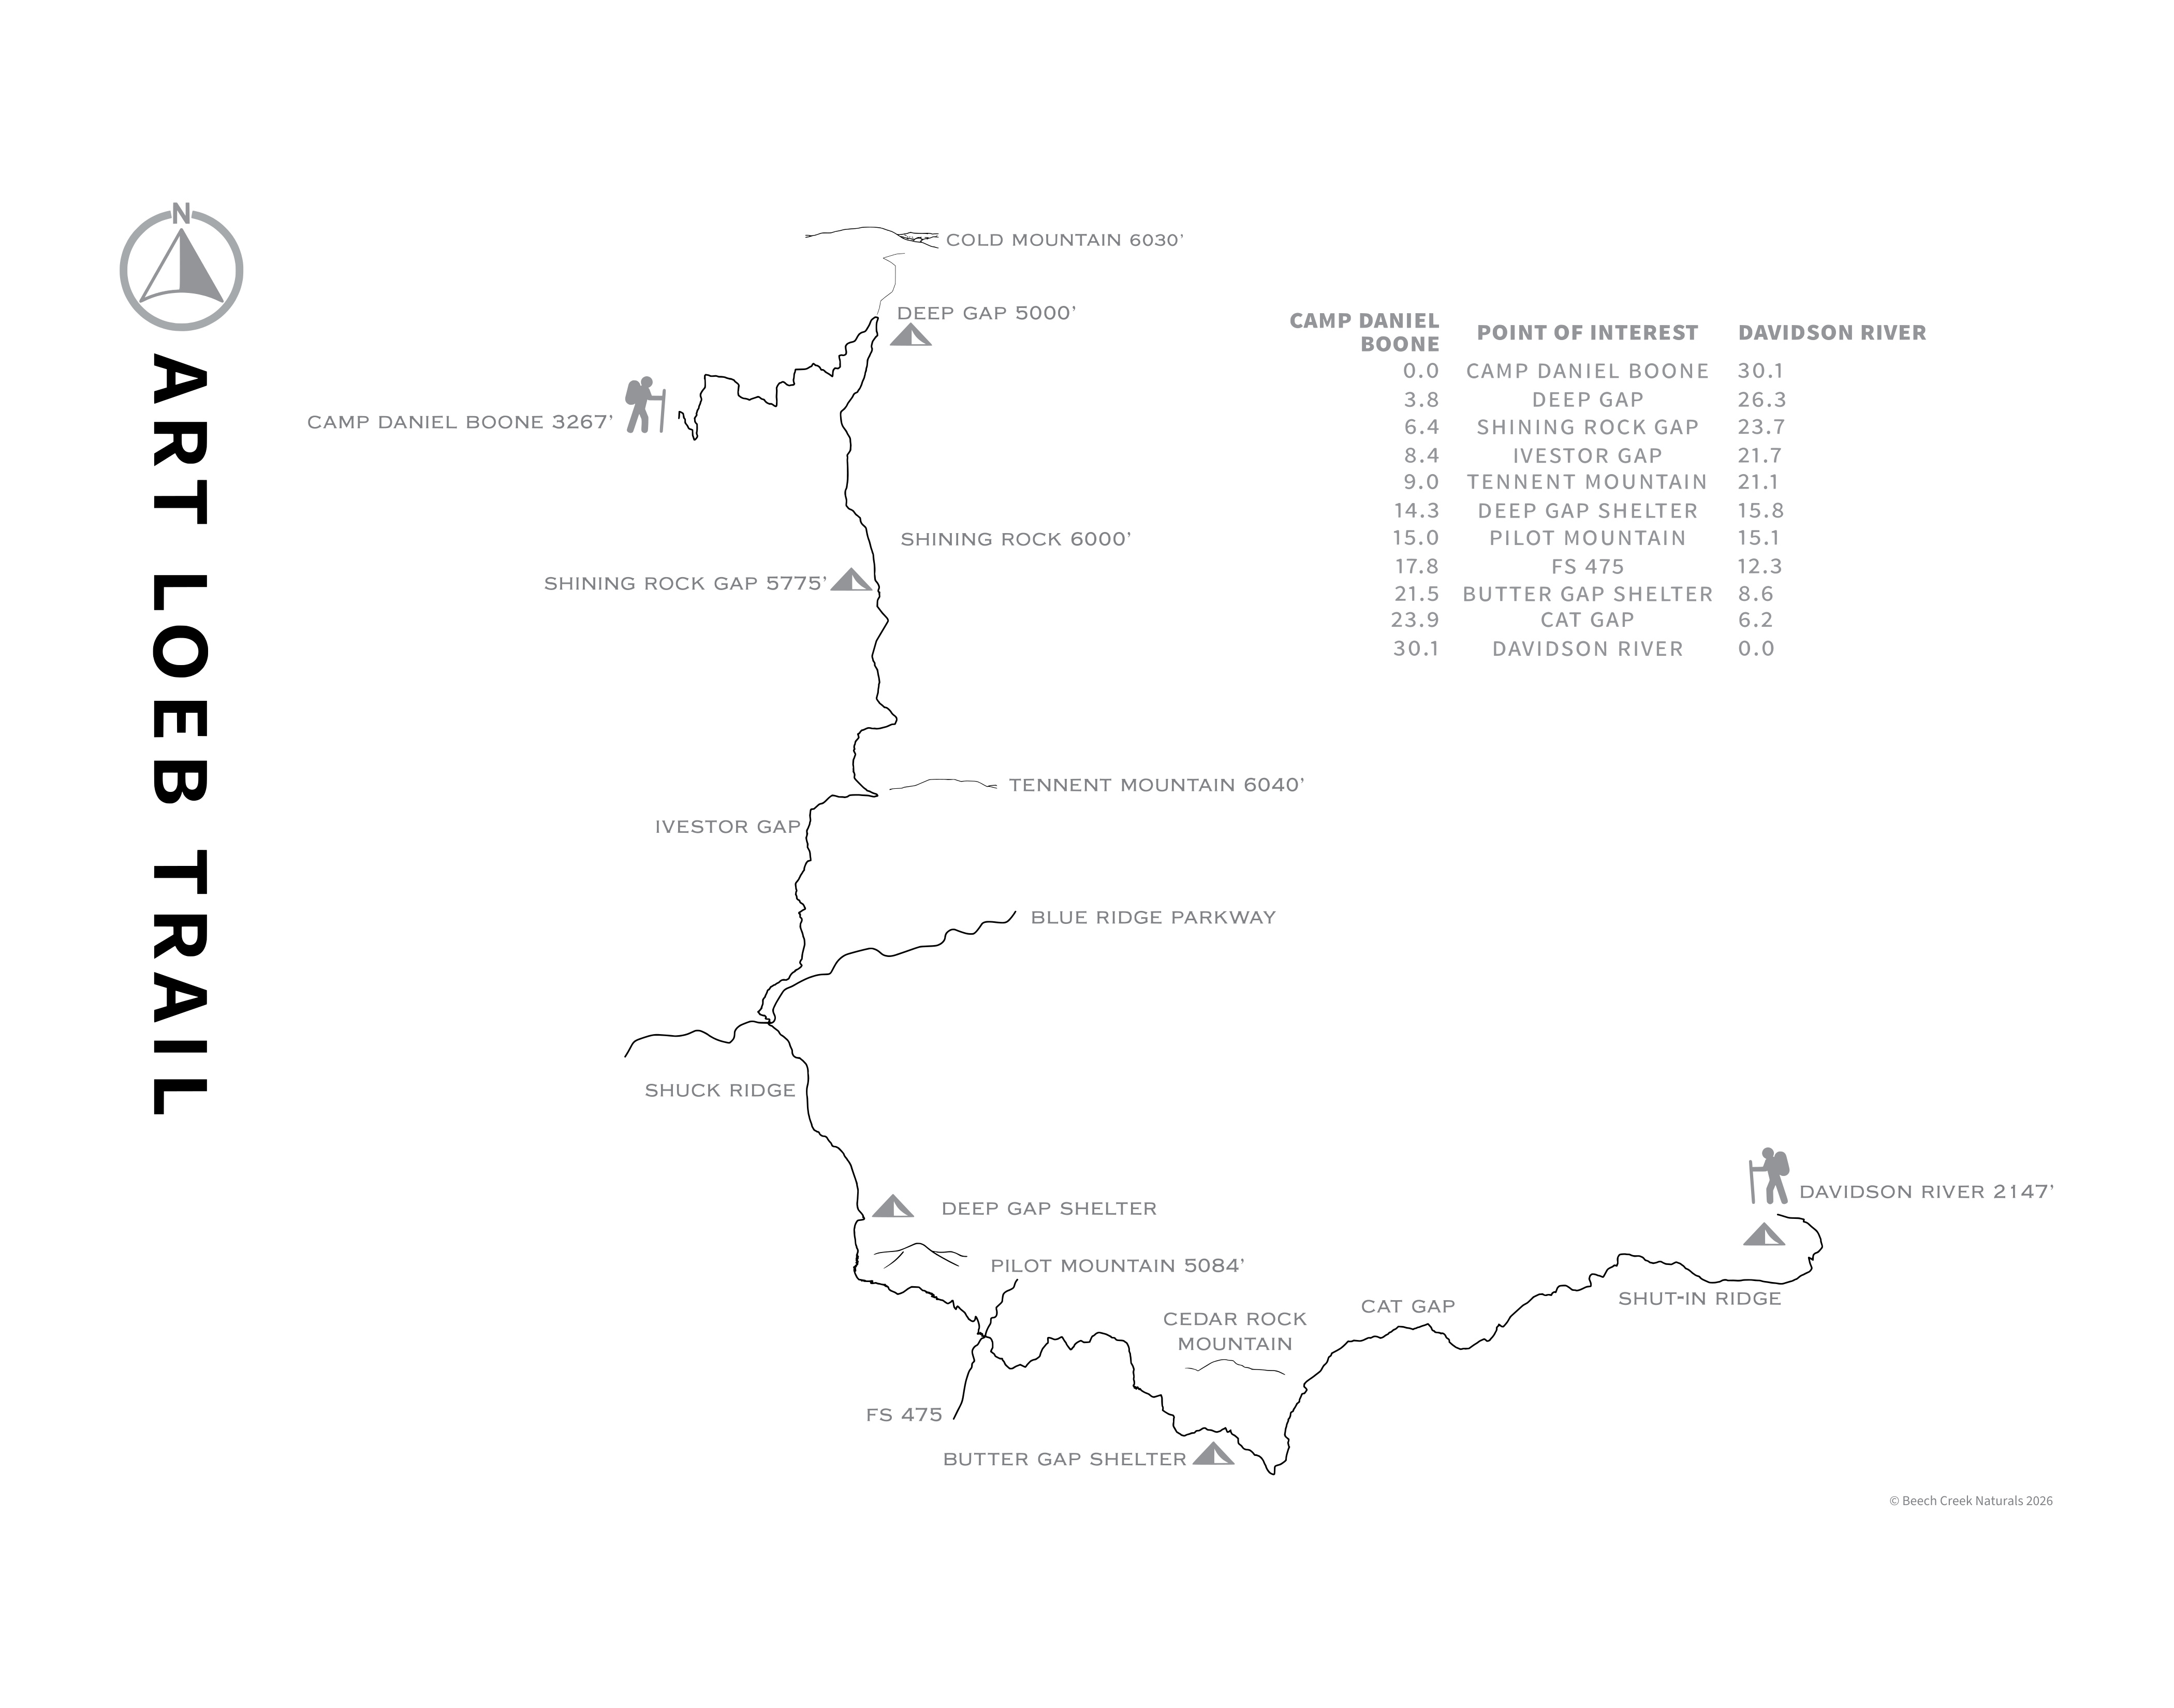 N
ART LOEB TRAIL
COLD MOUNTAIN 6030’
DEEP GAP 5000’
CAMP DANIEL BOONE 3267’
SHINING ROCK 6000’
SHINING ROCK GAP 5775’
TENNENT MOUNTAIN 6040’
IVESTOR GAP
BLUE RIDGE PARKWAY
SHUCK RIDGE
DEEP GAP SHELTER
PILOT MOUNTAIN 5084’
FS 475
CEDAR ROCK
MOUNTAIN
BUTTER GAP SHELTER
CAT GAP
SHUT-IN RIDGE
DAVIDSON RIVER 2147’
CAMP DANIEL
BOONE POINT OF INTEREST DAVIDSON RIVER
0.0 CAMP DANIEL BOONE 30.1
3.8 DEEP GAP 26.3
6.4 SHINING ROCK GAP 23.7
8.4 IVESTOR GAP 21.7
9.0 TENNENT MOUNTAIN 21.1
14.3 DEEP GAP SHELTER 15.8
15.0 PILOT MOUNTAIN 15.1
17.8 FS 475 12.3
21.5 BUTTER GAP SHELTER 8.6
23.9 CAT GAP 6.2
30.1 DAVIDSON RIVER 0.0
© Beech Creek Naturals 2026